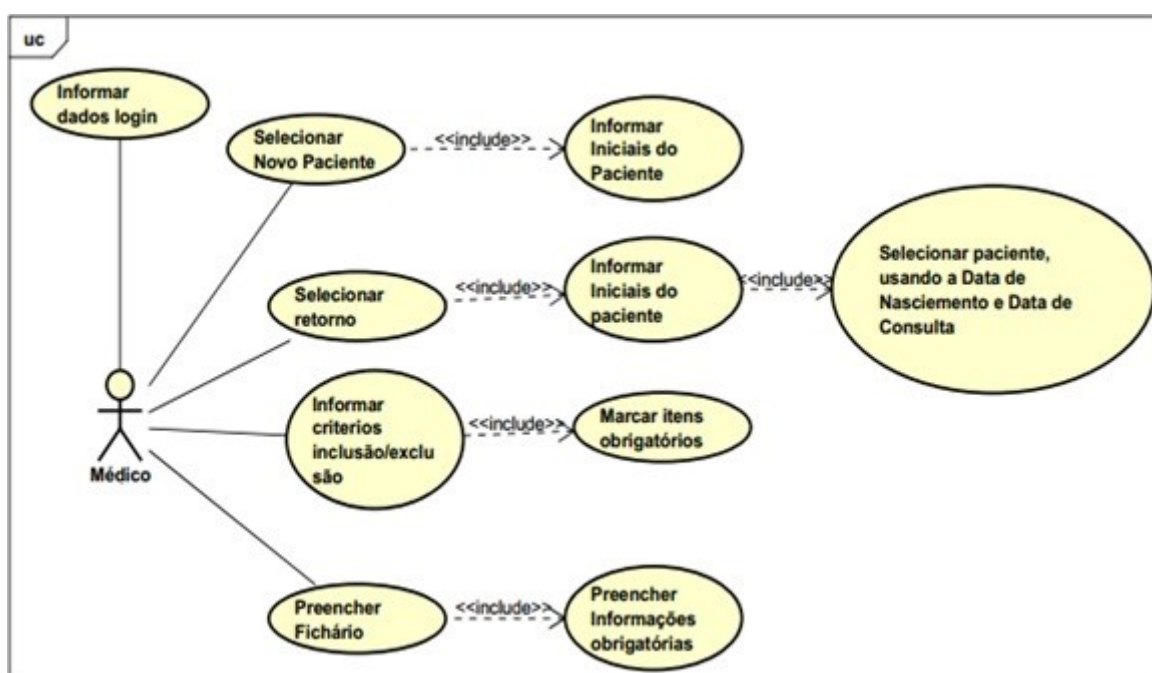 uc
Informar
dados login
Selecionar
Novo Paciente
<<include>>
Informar
Iniciais do
Paciente
Selecionar
retorno
<<include>>
Informar
Iniciais do
paciente
<<include>>
Selecionar paciente,
usando a Data de
Nasciemento e Data de
Consulta
Médico
Informar
criterios
inclusão/exclu
são
<<include>>
Marcar itens
obrigatórios
Preencher
Fichário
<<include>>
Preencher
Informações
obrigatórias